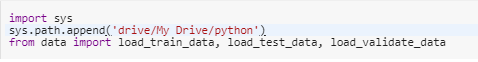 import sys
sys.path.append('drive/My Drive/python')
from data import load_train_data, load_test_data, load_validate_data